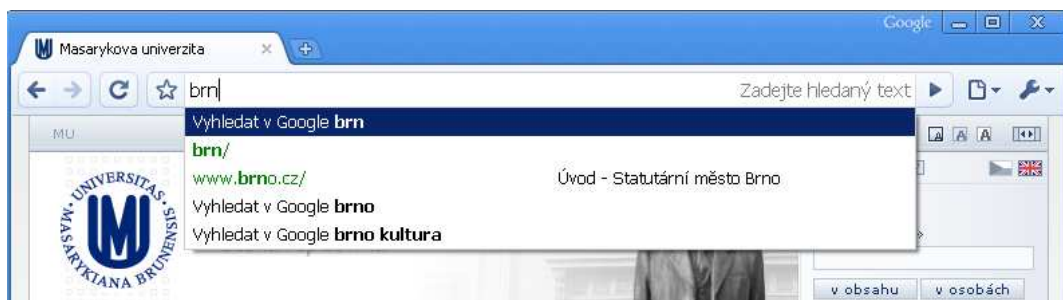 Google
Masarykova univerzita
brn
Zadejte hledaný text
MU
Vyhledat v Google brn
brn/
www.brno.cz/ Úvod - Statutární město Brno
Vyhledat v Google brno
Vyhledat v Google brno kultura
A A A
UNIVERSITAS MASARYKIANA BRUNENSIS
MU
v obsahu
v osobách